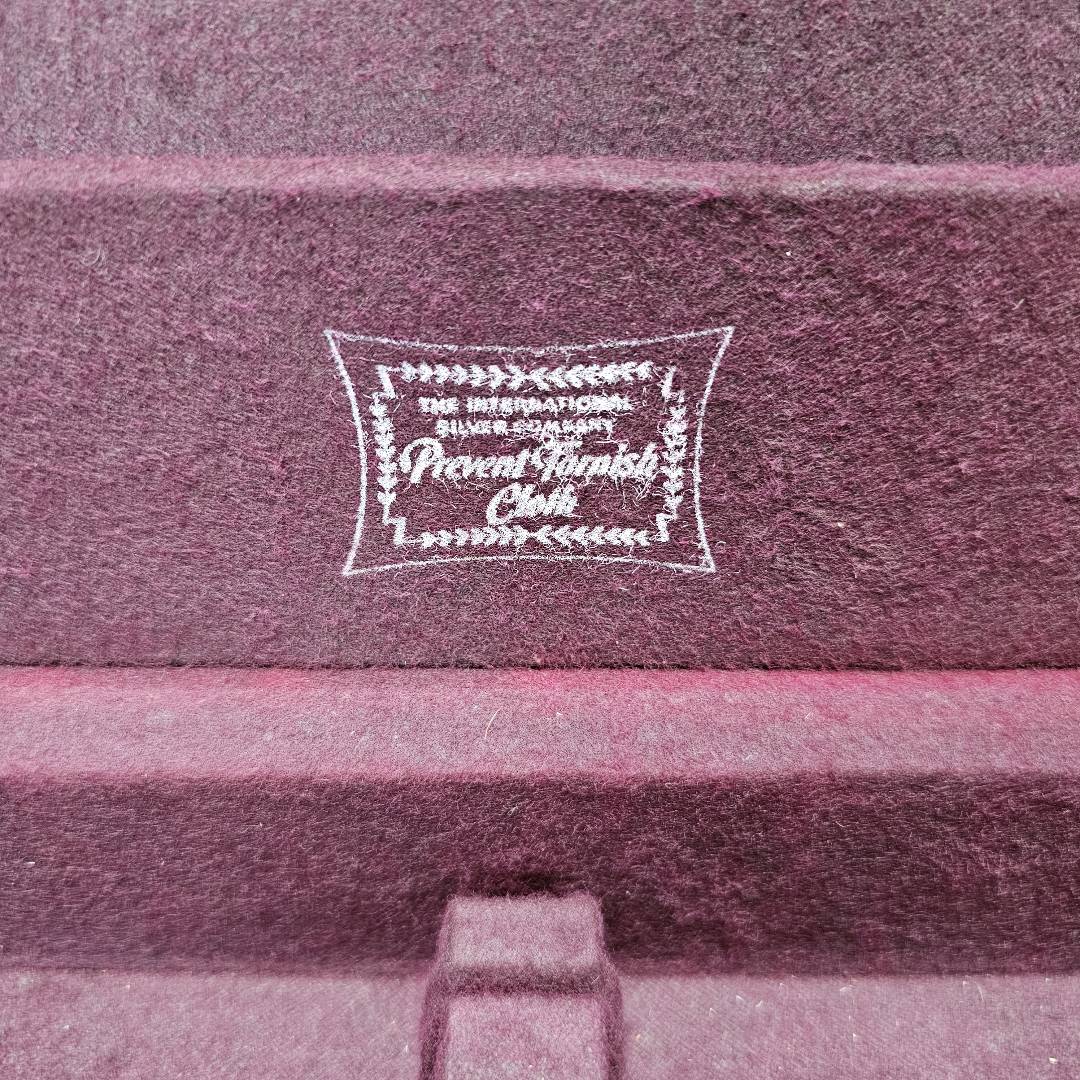 THE INTERNATIONAL
SILVER COMPANY
Prevent Tarnish
Cloth